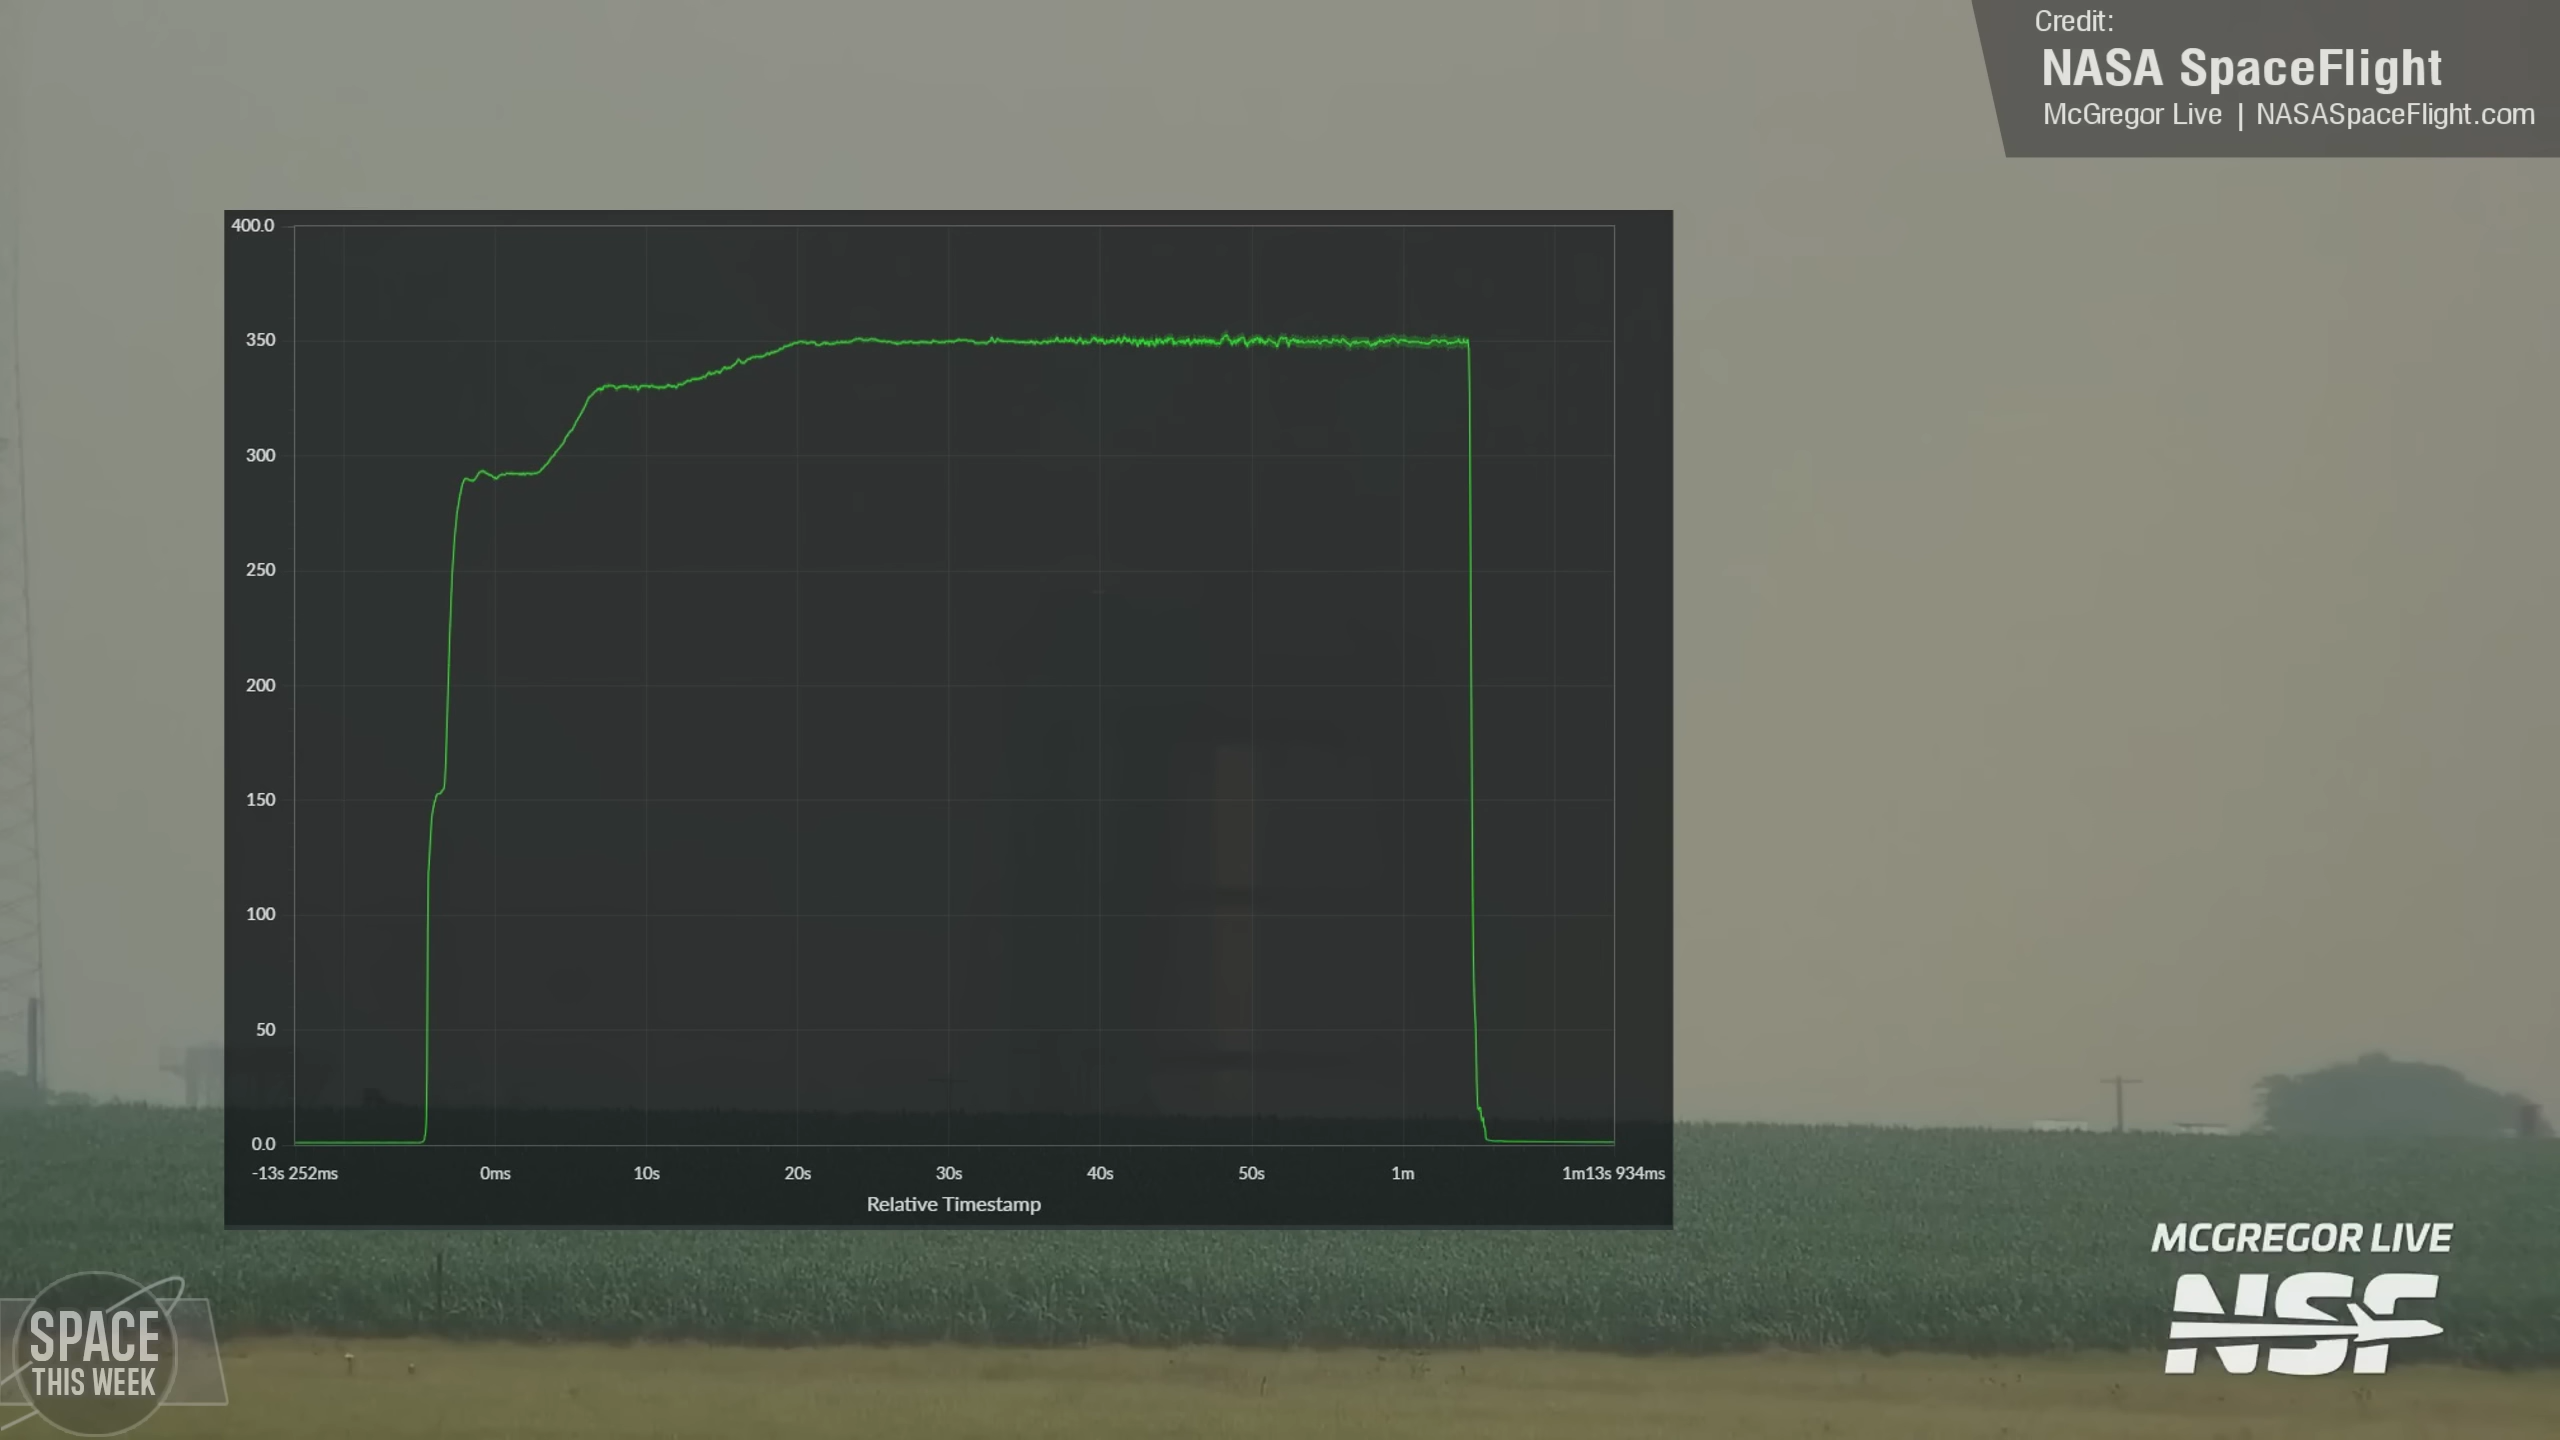 Credit:
NASA SpaceFlight
McGregor Live | NASASpaceFlight.com
400.0
350
300
250
200
150
100
50
0.0
-13s 252ms 0ms 10s 20s 30s 40s 50s 1m 1m13s 934ms
Relative Timestamp
MCGREGOR LIVE
NSF
SPACE
THIS WEEK